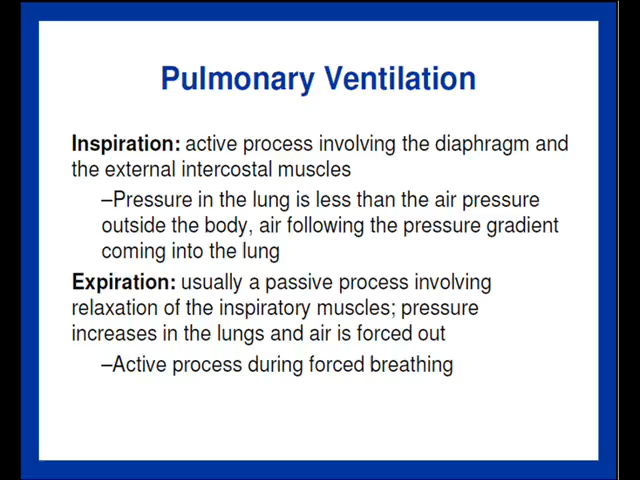 Pulmonary Ventilation
Inspiration: active process involving the diaphragm and
the external intercostal muscles
–Pressure in the lung is less than the air pressure
outside the body, air following the pressure gradient
coming into the lung
Expiration: usually a passive process involving
relaxation of the inspiratory muscles; pressure
increases in the lungs and air is forced out
–Active process during forced breathing